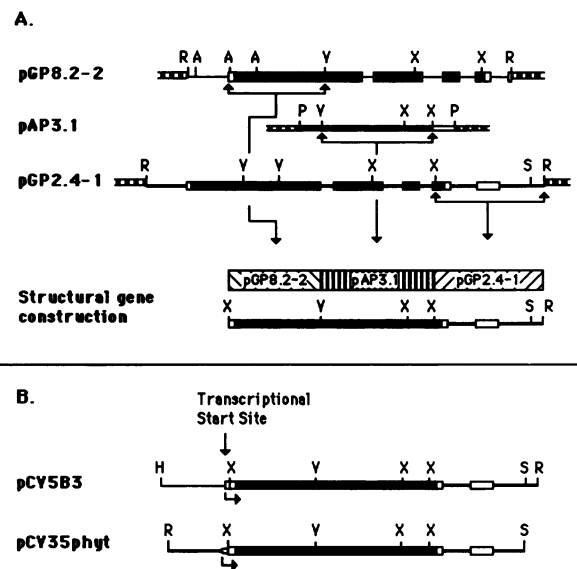 A.
R A A A V X X R
pGP8.2-2
P V X X P
pAP3.1
R V V X X S R
pGP2.4-1
pGP8.2-2 pAP3.1 pGP2.4-1
Structural gene
construction
X V X X S R
B.
Transcriptional
Start Site
H X V X X S R
pCY5B3
R X V X X S
pCY35phyt